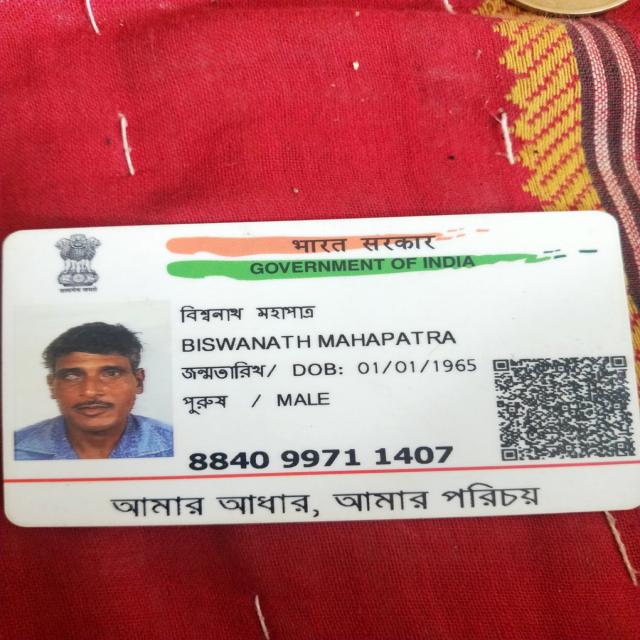 भारत सरकार
GOVERNMENT OF INDIA
सत्यमेव जयते
বিশ্বনাথ মহাপাত্র
BISWANATH MAHAPATRA
জন্মতারিখ/ DOB: 01/01/1965
পুরুষ / MALE
8840 9971 1407
আমার আধার, আমার পরিচয়